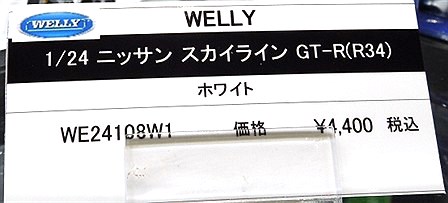 WELLY
WELLY
1/24 ニッサン スカイライン GT-R(R34)
ホワイト
WE24108W1 価格 ¥4,400 税込